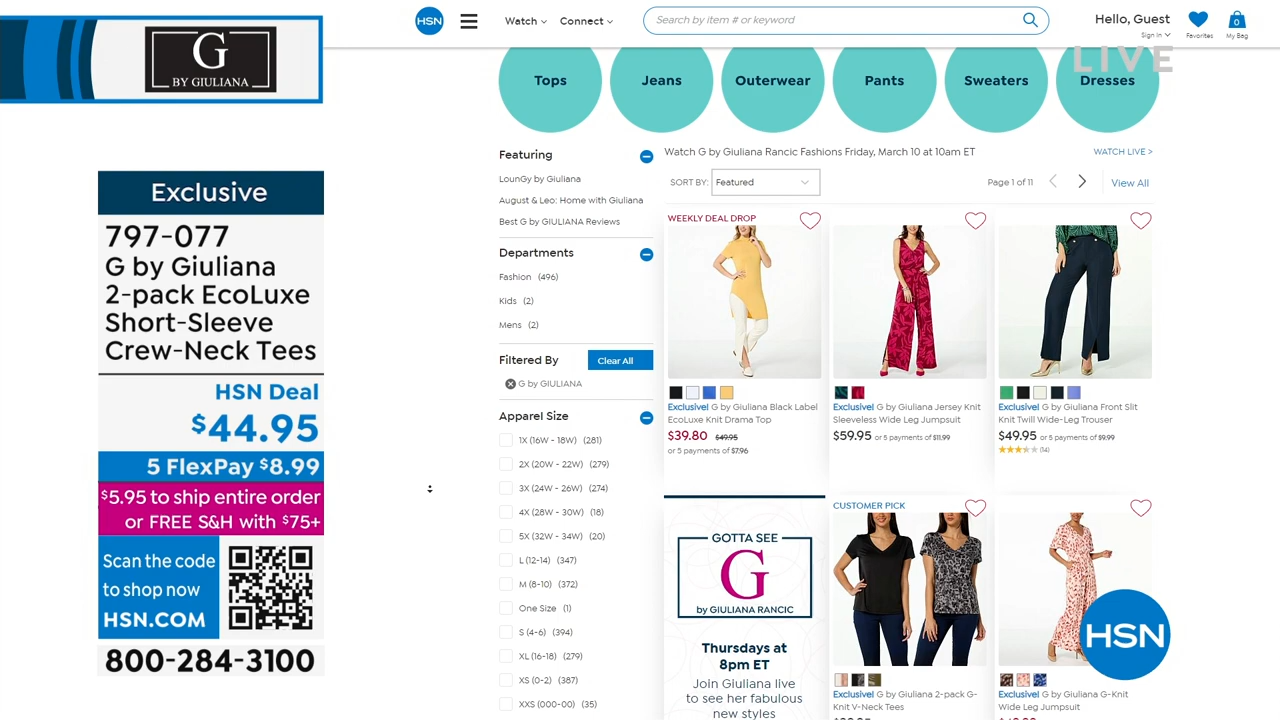 HSN
Watch
Connect
Search by item # or keyword
Hello, Guest
Sign in
Favorites
0
My Bag
LIVE
G
BY GIULIANA
Tops
Jeans
Outerwear
Pants
Sweaters
Dresses
Exclusive
797-077
G by Giuliana
2-pack EcoLuxe
Short-Sleeve
Crew-Neck Tees
HSN Deal
$44.95
5 FlexPay $8.99
$5.95 to ship entire order
or FREE S&H with $75+
Scan the code
to shop now
HSN.COM
800-284-3100
Featuring
LounGy by Giuliana
August & Leo: Home with Giuliana
Best G by GIULIANA Reviews
Departments
Fashion (496)
Kids (2)
Mens (2)
Filtered By
Clear All
G by GIULIANA
Apparel Size
1X (16W - 18W) (281)
2X (20W - 22W) (279)
3X (24W - 26W) (274)
4X (28W - 30W) (18)
5X (32W - 34W) (20)
L (12-14) (347)
M (8-10) (372)
One Size (1)
S (4-6) (394)
XL (16-18) (279)
XS (0-2) (387)
XXS (000-00) (35)
Watch G by Giuliana Rancic Fashions Friday, March 10 at 10am ET
WATCH LIVE >
SORT BY: Featured
Page 1 of 11
View All
WEEKLY DEAL DROP
Exclusive! G by Giuliana Black Label
EcoLuxe Knit Drama Top
$39.80 $49.95
or 5 payments of $7.96
Exclusive! G by Giuliana Jersey Knit
Sleeveless Wide Leg Jumpsuit
$59.95 or 5 payments of $11.99
Exclusive! G by Giuliana Front Slit
Knit Twill Wide-Leg Trouser
$49.95 or 5 payments of $9.99
(14)
GOTTA SEE
G
by GIULIANA RANCIC
Thursdays at
8pm ET
Join Giuliana live
to see her fabulous
new styles
CUSTOMER PICK
Exclusive! G by Giuliana 2-pack G-
Knit V-Neck Tees
Exclusive! G by Giuliana G-Knit
Wide Leg Jumpsuit
HSN